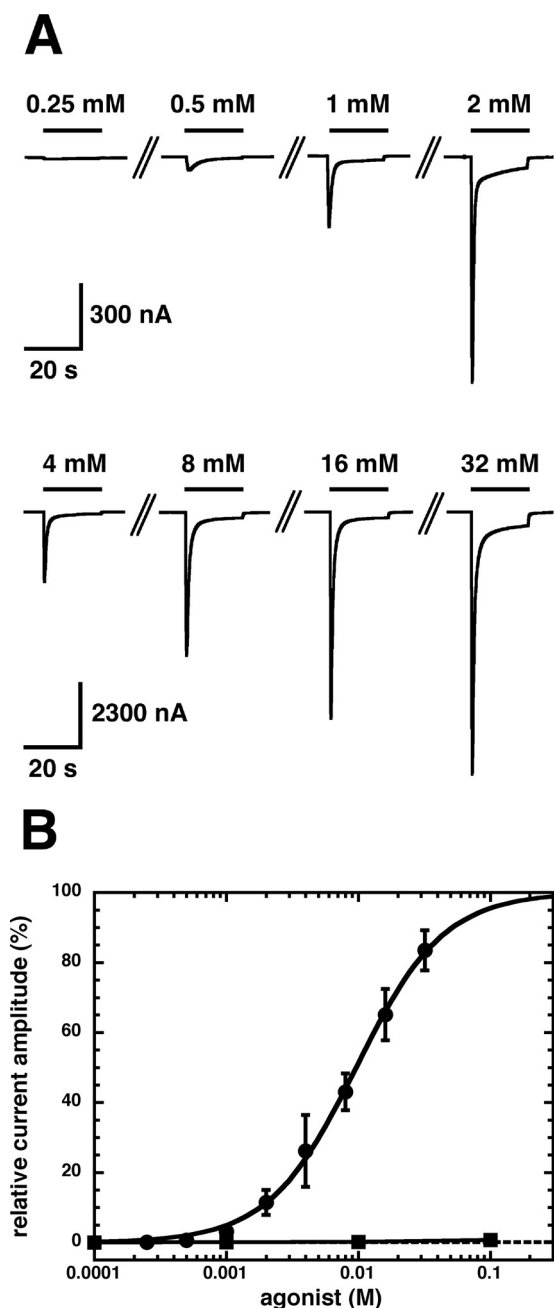 A
0.25 mM 0.5 mM 1 mM 2 mM
300 nA
20 s
4 mM 8 mM 16 mM 32 mM
2300 nA
20 s
B
relative current amplitude (%)
100
80
60
40
20
0
0.0001 0.001 0.01 0.1
agonist (M)